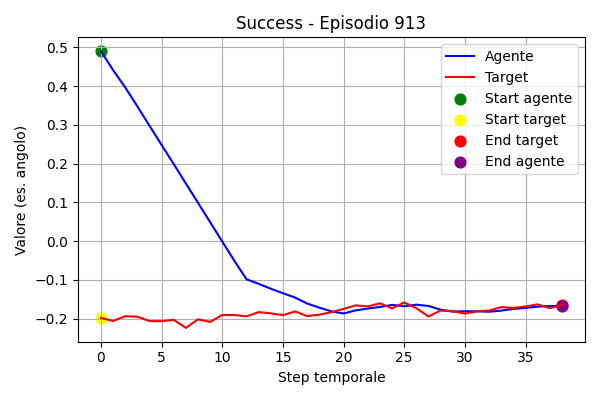 Success - Episodio 913
Valore (es. angolo)
0.5
0.4
0.3
0.2
0.1
0.0
−0.1
−0.2
Agente
Target
Start agente
Start target
End target
End agente
0 5 10 15 20 25 30 35
Step temporale